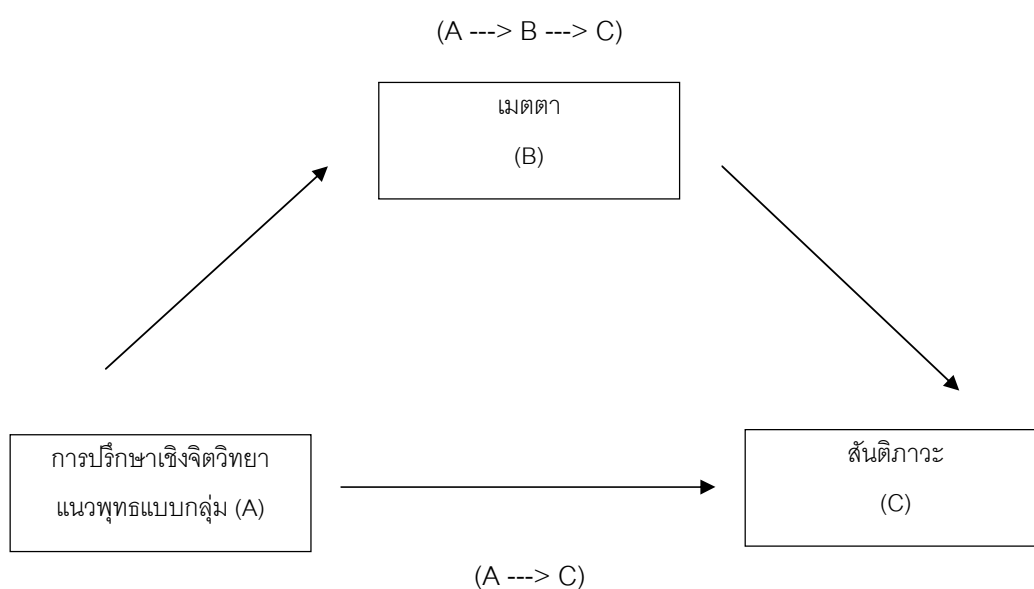 (A ---> B ---> C)
เมตตา
(B)
การปรึกษาเชิงจิตวิทยา
แนวพุทธแบบกลุ่ม (A)
สันติภาวะ
(C)
(A ---> C)